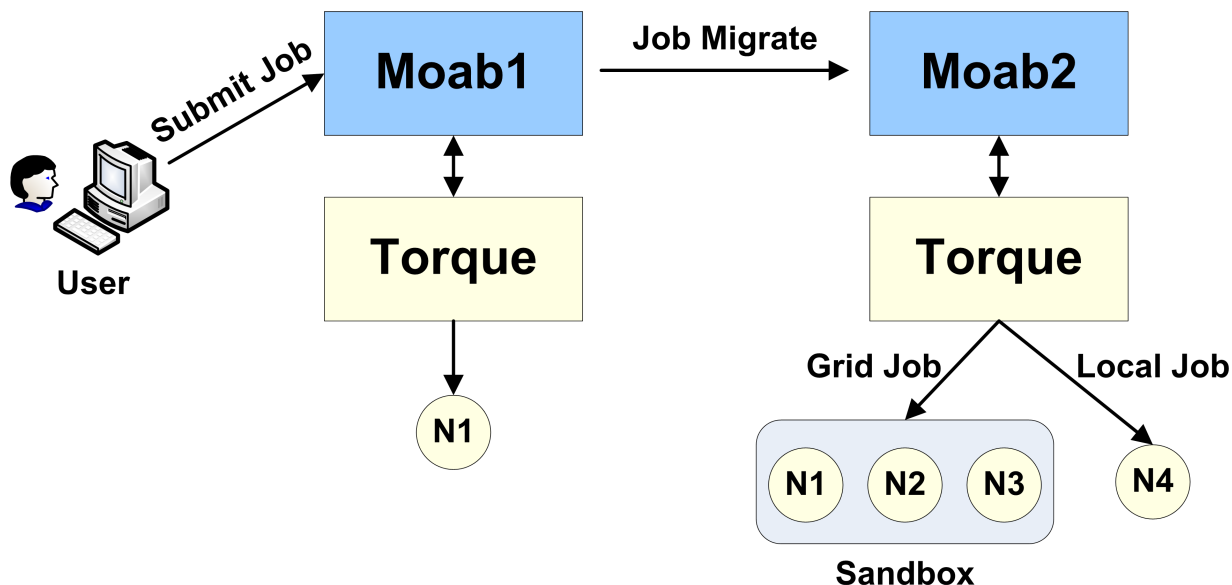 Submit Job
Moab1
Job Migrate
Moab2
User
Torque
Torque
Grid Job
Local Job
N1
N1
N2
N3
N4
Sandbox